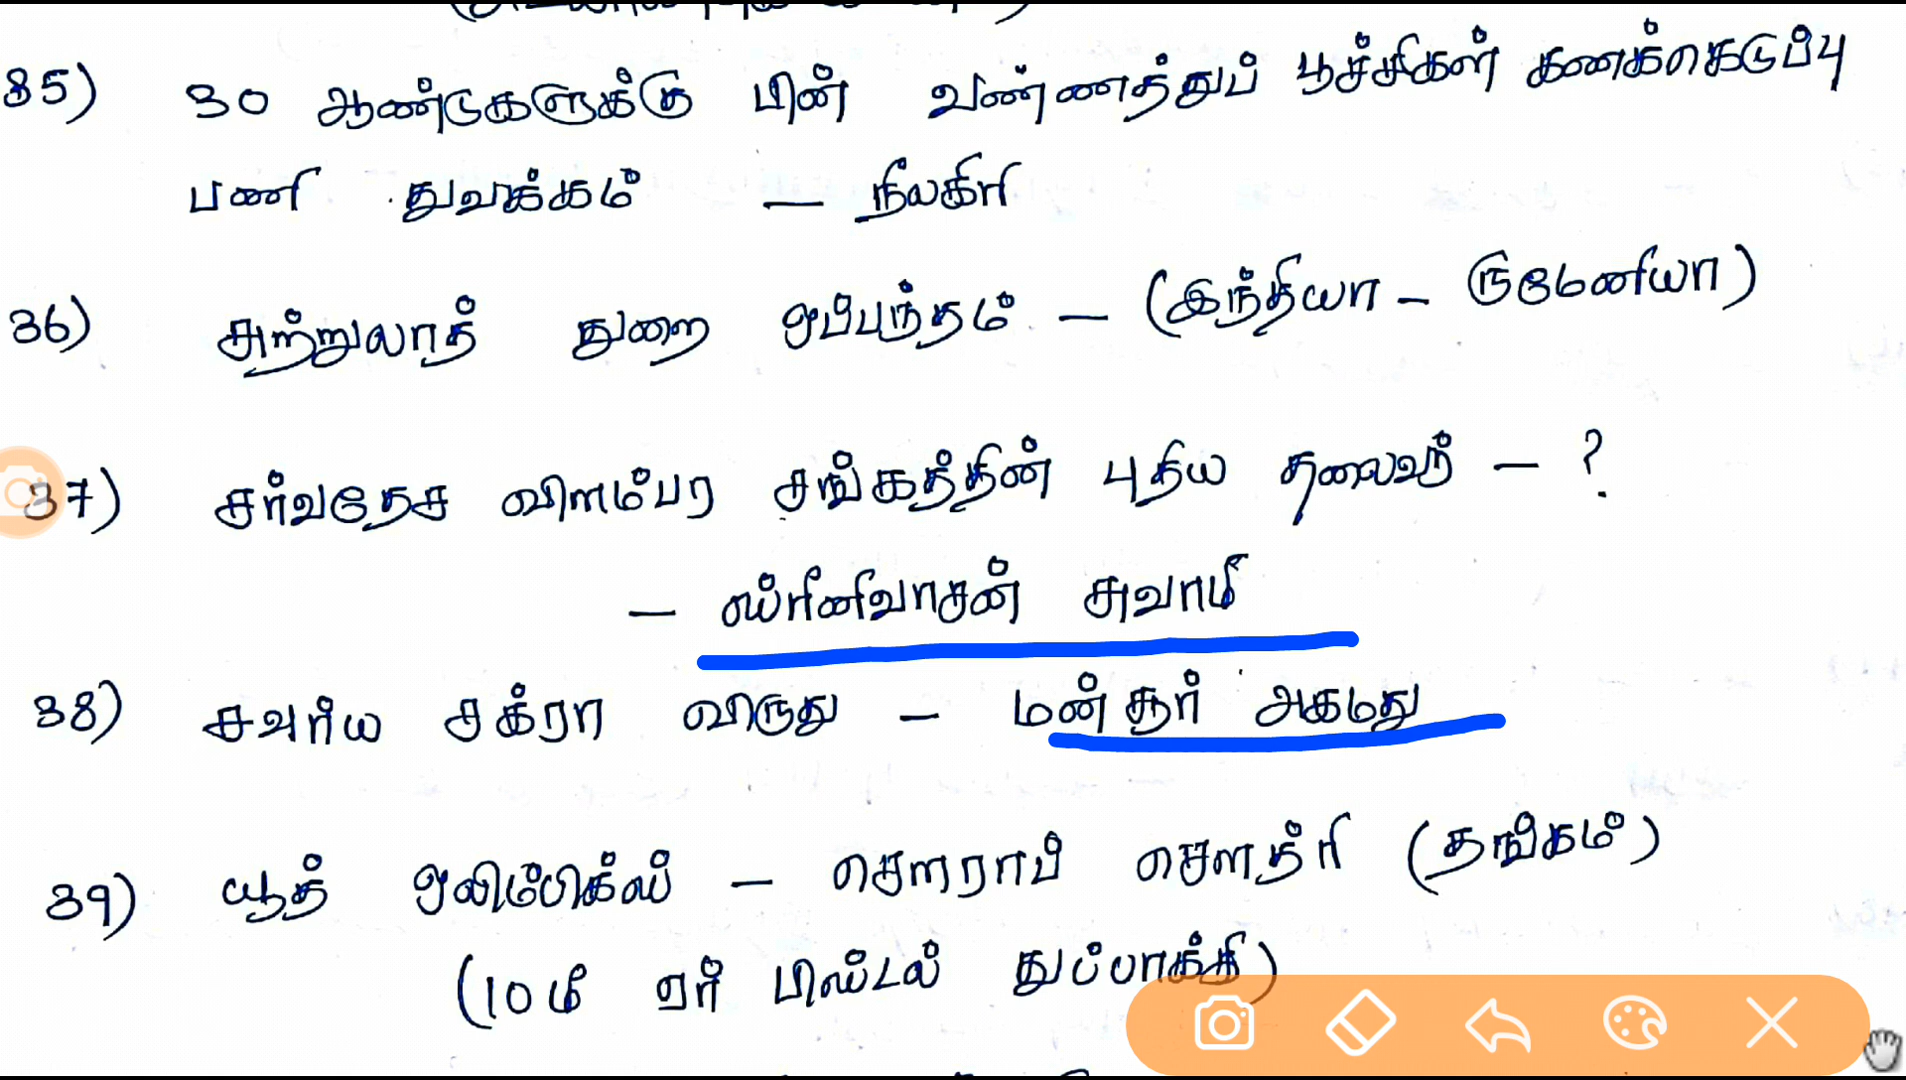 35) 30 ஆண்டுகளுக்கு பின் வண்ணத்துப் பூச்சிகள் கணக்கெடுப்பு
பணி துவக்கம் – நீலகிரி
36) சுற்றுலாத் துறை ஒப்பந்தம் – (இந்தியா – ருமேனியா)
37) சர்வதேச விளம்பர சங்கத்தின் புதிய தலைவர் – ?
– ஸ்ரீனிவாசன் சுவாமி
38) சவுரிய சக்ரா விருது – மன்சூர் அகமது
39) யூத் ஒலிம்பிக்ஸ் – சௌராப் சௌத்ரி (தங்கம்)
(10 மீ ஏர் பிஸ்டல் துப்பாக்கி)